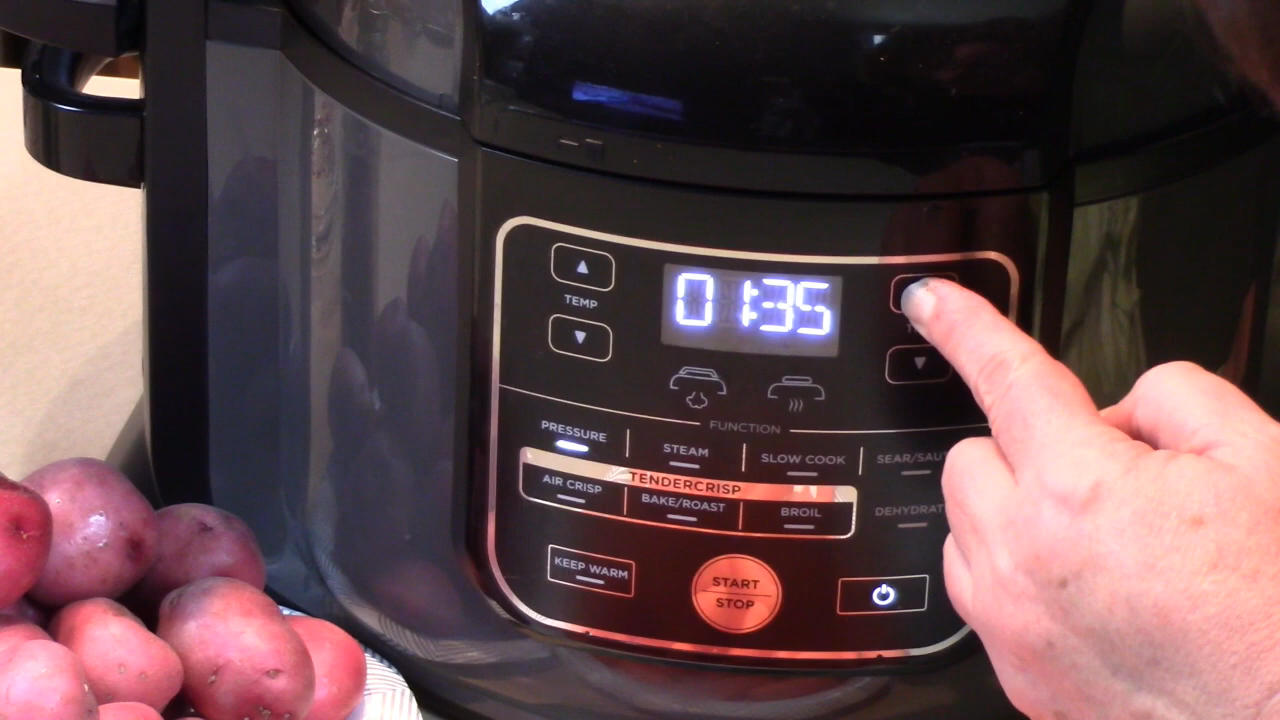 01:35
TEMP
FUNCTION
PRESSURE
STEAM
SLOW COOK
TENDERCRISP
AIR CRISP
BAKE/ROAST
BROIL
KEEP WARM
START
STOP